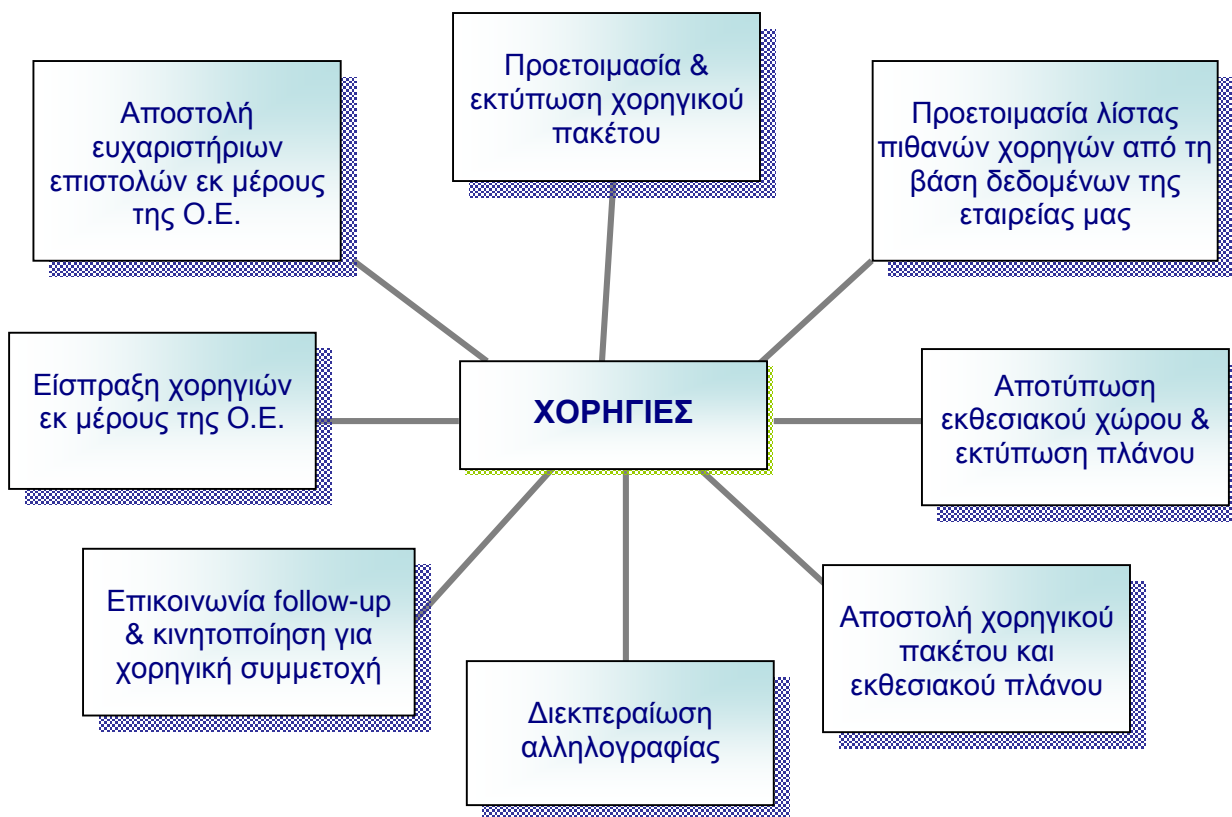 Προετοιμασία &
εκτύπωση χορηγικού
πακέτου
Προετοιμασία λίστας
πιθανών χορηγών από τη
βάση δεδομένων της
εταιρείας μας
Αποτύπωση
εκθεσιακού χώρου &
εκτύπωση πλάνου
Αποστολή χορηγικού
πακέτου και
εκθεσιακού πλάνου
Διεκπεραίωση
αλληλογραφίας
Επικοινωνία follow-up
& κινητοποίηση για
χορηγική συμμετοχή
Είσπραξη χορηγιών
εκ μέρους της Ο.Ε.
Αποστολή
ευχαριστήριων
επιστολών εκ μέρους
της Ο.Ε.
ΧΟΡΗΓΙΕΣ